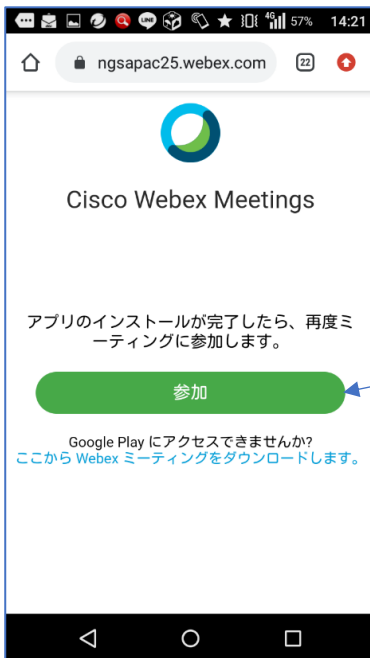 LINE 4G 57% 14:21
ngsapac25.webex.com 22
Cisco Webex Meetings
アプリのインストールが完了したら、再度ミ
ーティングに参加します。
参加
Google Play にアクセスできませんか?
ここから Webex ミーティングをダウンロードします。